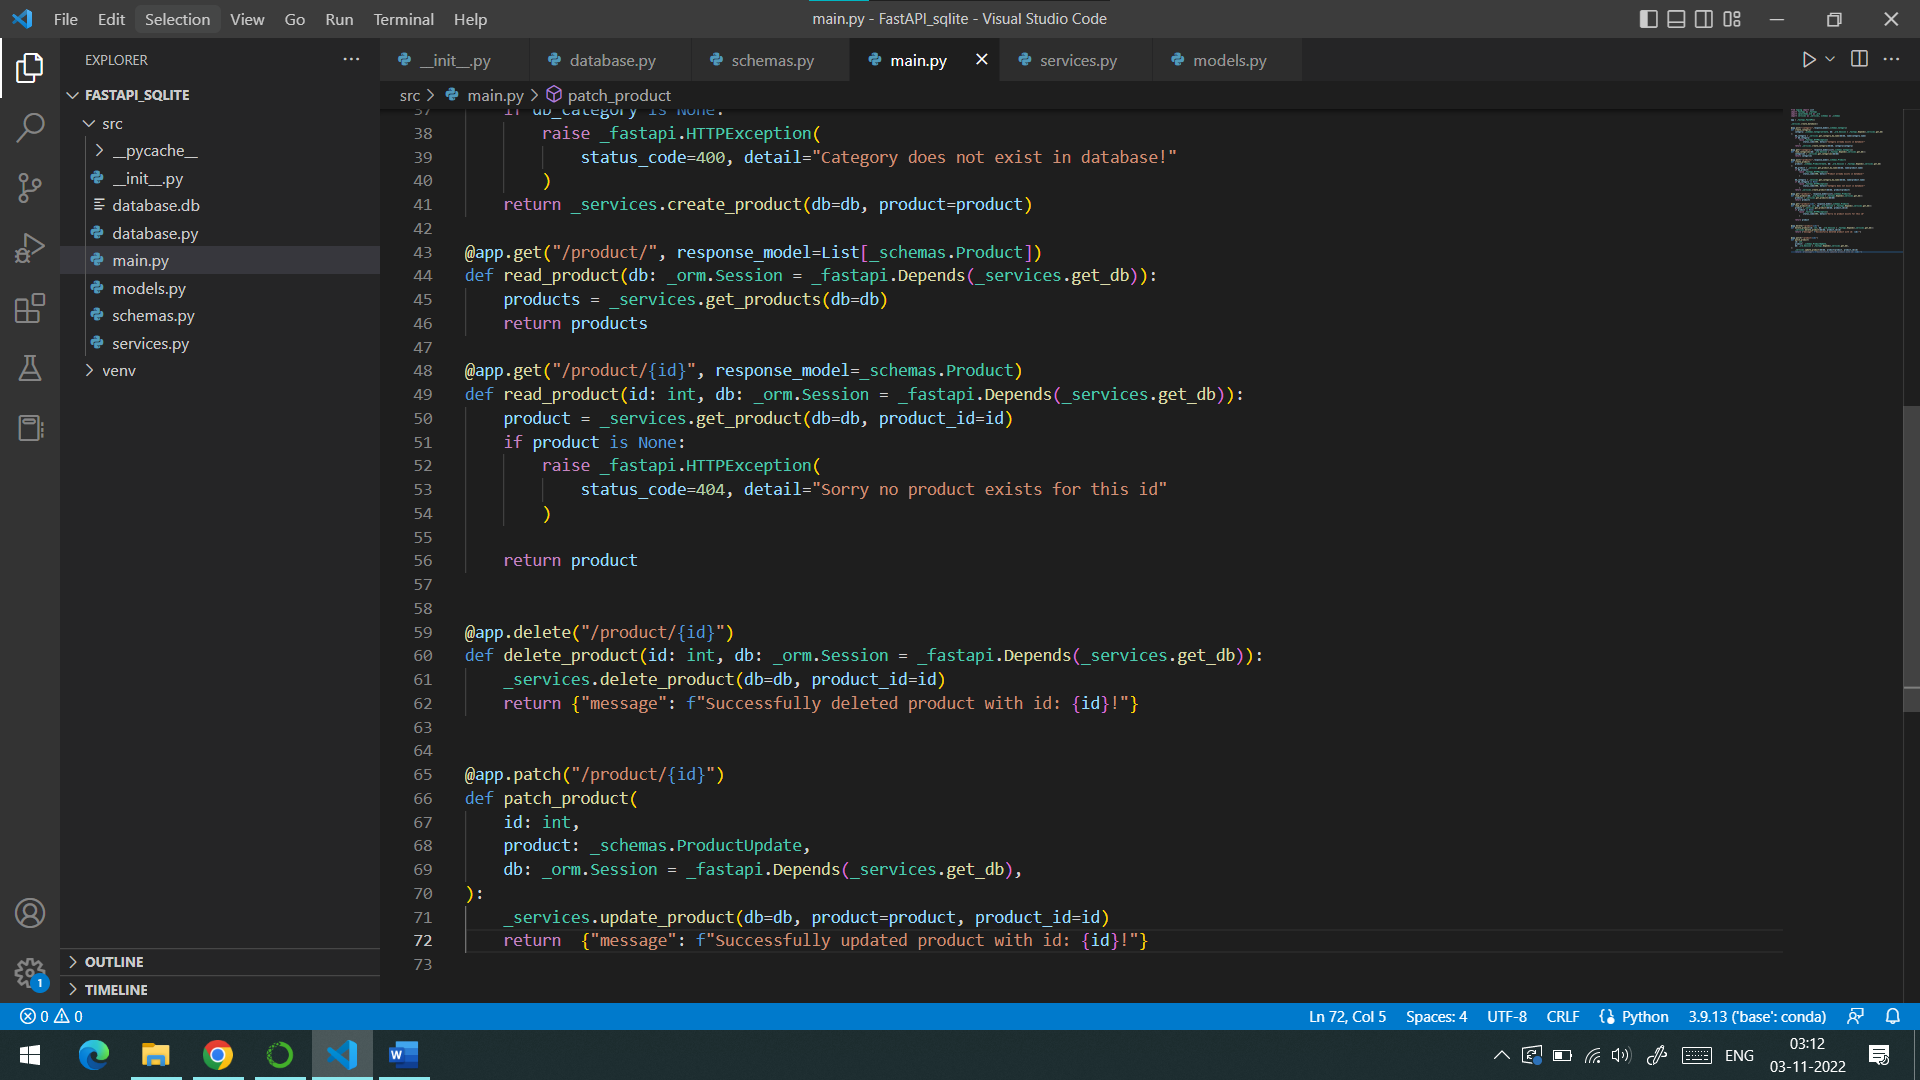 File Edit Selection View Go Run Terminal Help
main.py - FastAPI_sqlite - Visual Studio Code
EXPLORER
__init__.py database.py schemas.py main.py services.py models.py
FASTAPI_SQLITE
src
__pycache__
__init__.py
database.db
database.py
main.py
models.py
schemas.py
services.py
venv
OUTLINE
TIMELINE
src main.py patch_product
37 if db_category is None:
38 raise _fastapi.HTTPException(
39 status_code=400, detail="Category does not exist in database!"
40 )
41 return _services.create_product(db=db, product=product)
42
43 @app.get("/product/", response_model=List[_schemas.Product])
44 def read_product(db: _orm.Session = _fastapi.Depends(_services.get_db)):
45 products = _services.get_products(db=db)
46 return products
47
48 @app.get("/product/{id}", response_model=_schemas.Product)
49 def read_product(id: int, db: _orm.Session = _fastapi.Depends(_services.get_db)):
50 product = _services.get_product(db=db, product_id=id)
51 if product is None:
52 raise _fastapi.HTTPException(
53 status_code=404, detail="Sorry no product exists for this id"
54 )
55
56 return product
57
58
59 @app.delete("/product/{id}")
60 def delete_product(id: int, db: _orm.Session = _fastapi.Depends(_services.get_db)):
61 _services.delete_product(db=db, product_id=id)
62 return {"message": f"Successfully deleted product with id: {id}!"}
63
64
65 @app.patch("/product/{id}")
66 def patch_product(
67 id: int,
68 product: _schemas.ProductUpdate,
69 db: _orm.Session = _fastapi.Depends(_services.get_db),
70 ):
71 _services.update_product(db=db, product=product, product_id=id)
72 return  {"message": f"Successfully updated product with id: {id}!"}
73
1
0 0 Ln 72, Col 5 Spaces: 4 UTF-8 CRLF Python 3.9.13 ('base': conda)
ENG
03:12
03-11-2022